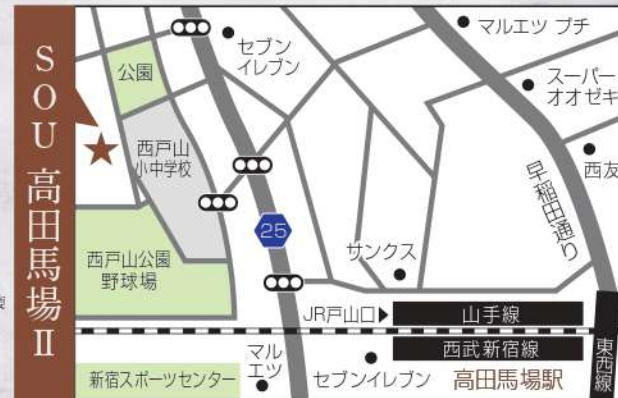 SOU 高田馬場 Ⅱ
公園
セブン
イレブン
マルエツ プチ
スーパー
オオゼキ
西友
西戸山
小中学校
早稲田通り
25
西戸山公園
野球場
サンクス
JR戸山口▶
山手線
西武新宿線
東西線
新宿スポーツセンター
マル
エツ
セブンイレブン
高田馬場駅